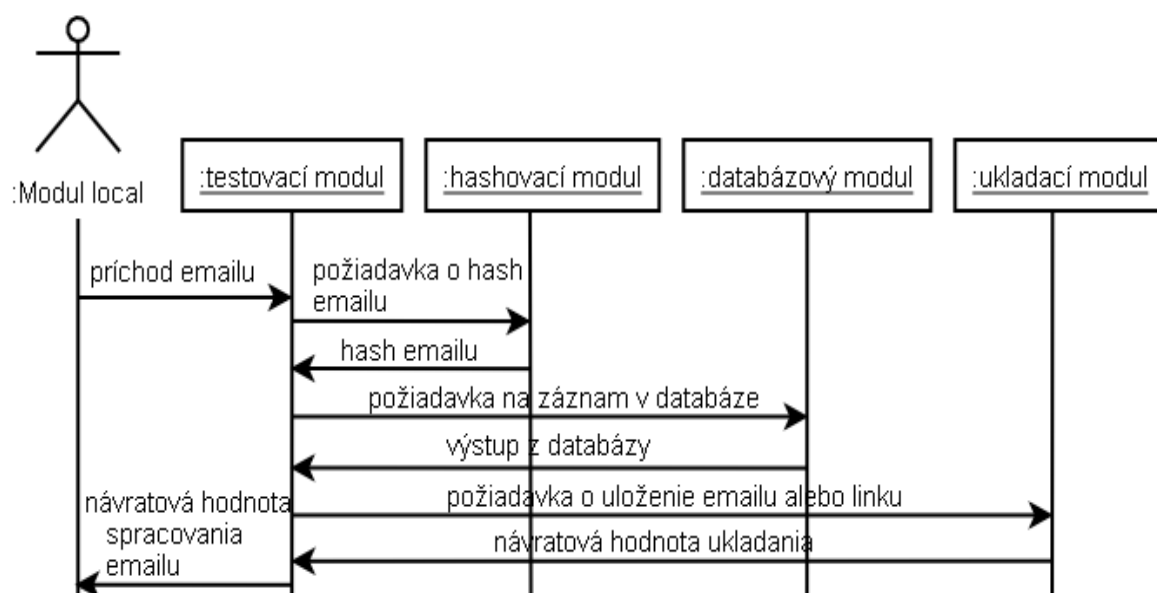 :Modul local
:testovací modul
:hashovací modul
:databázový modul
:ukladací modul
príchod emailu
požiadavka o hash
emailu
hash emailu
požiadavka na záznam v databáze
výstup z databázy
požiadavka o uloženie emailu alebo linku
návratová hodnota ukladania
návratová hodnota
spracovania
emailu